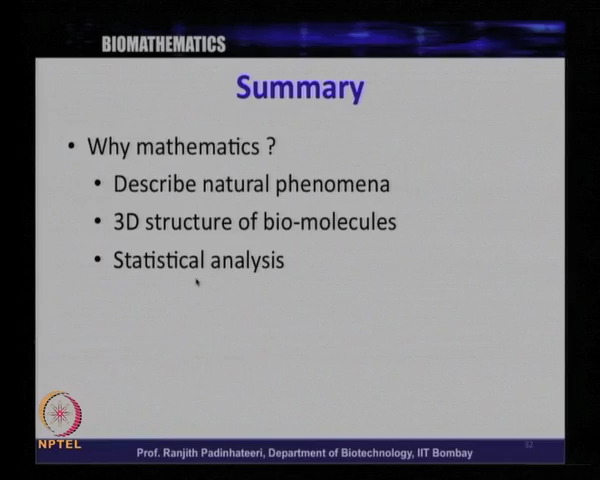 BIOMATHEMATICS
Summary
• Why mathematics ?
• Describe natural phenomena
• 3D structure of bio-molecules
• Statistical analysis
NPTEL
Prof. Ranjith Padinhateeri, Department of Biotechnology, IIT Bombay